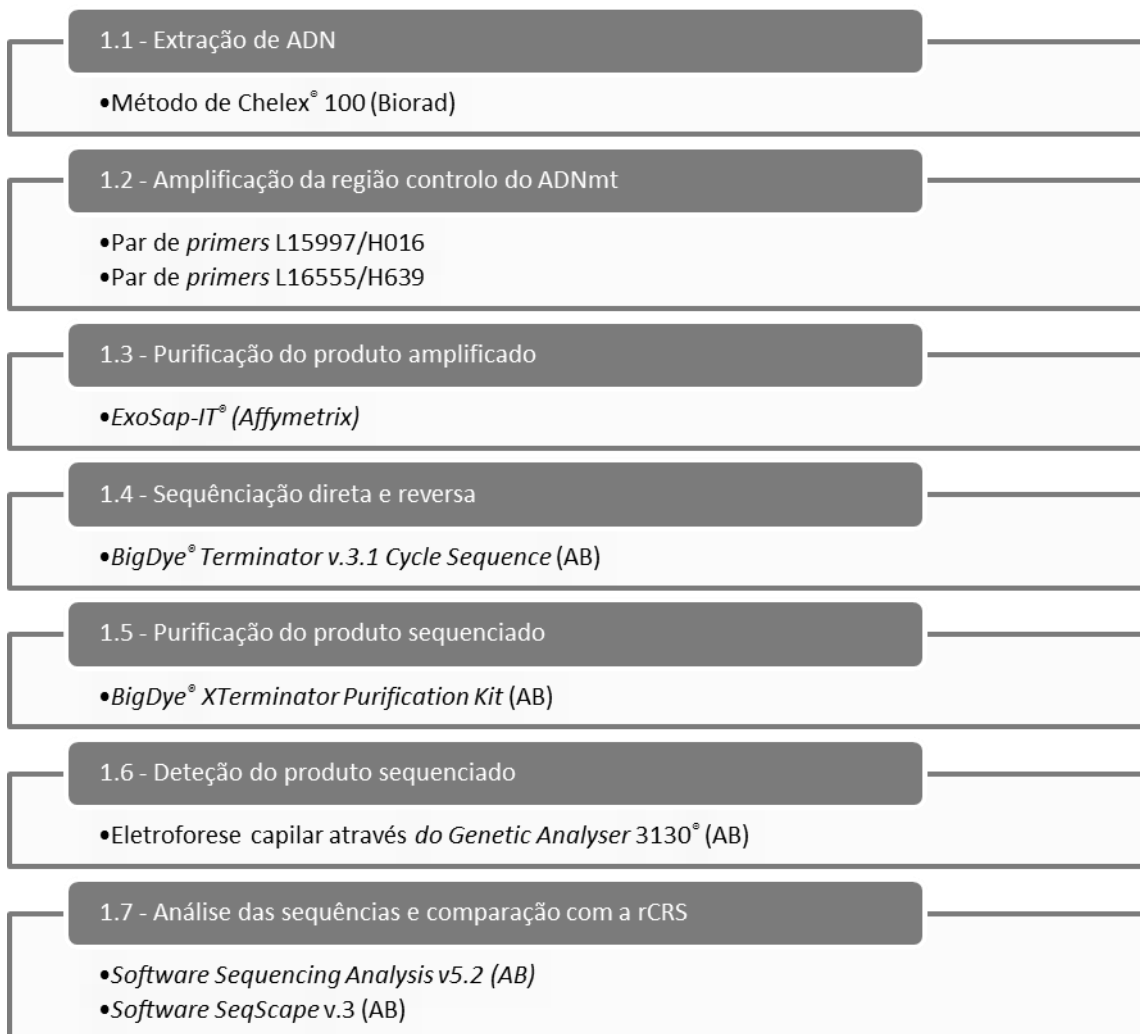 1.1 - Extração de ADN
•Método de Chelex® 100 (Biorad)
1.2 - Amplificação da região controlo do ADNmt
•Par de primers L15997/H016
•Par de primers L16555/H639
1.3 - Purificação do produto amplificado
•ExoSap-IT® (Affymetrix)
1.4 - Sequênciação direta e reversa
•BigDye® Terminator v.3.1 Cycle Sequence (AB)
1.5 - Purificação do produto sequenciado
•BigDye® XTerminator Purification Kit (AB)
1.6 - Deteção do produto sequenciado
•Eletroforese capilar através do Genetic Analyser 3130® (AB)
1.7 - Análise das sequências e comparação com a rCRS
•Software Sequencing Analysis v5.2 (AB)
•Software SeqScape v.3 (AB)